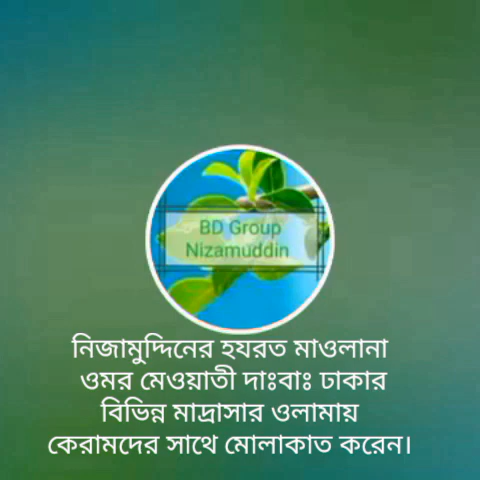 BD Group
Nizamuddin
নিজামুদ্দিনের হযরত মাওলানা
ওমর মেওয়াতী দাঃবাঃ ঢাকার
বিভিন্ন মাদ্রাসার ওলামায়
কেরামদের সাথে মোলাকাত করেন।